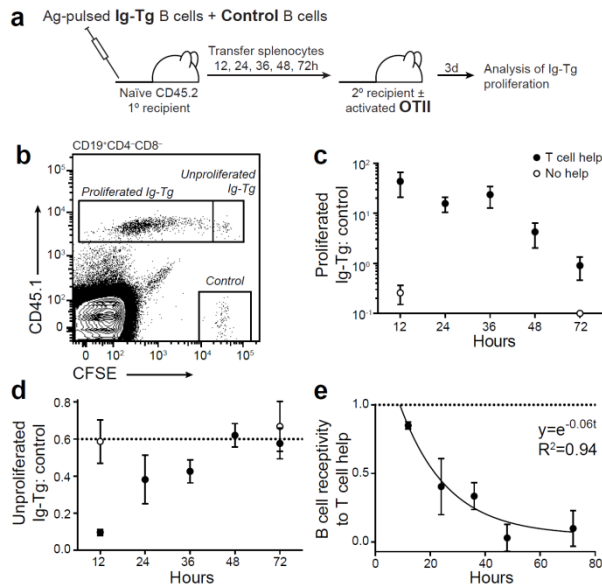 a
Ag-pulsed Ig-Tg B cells + Control B cells
Transfer splenocytes
12, 24, 36, 48, 72h
3d
Analysis of Ig-Tg
proliferation
Naïve CD45.2
1º recipient
2º recipient ±
activated OTII
b
CD19⁺CD4⁻CD8⁻
Proliferated Ig-Tg
Unproliferated
Ig-Tg
Control
10⁵
10⁴
10³
10²
0
CD45.1
0 10² 10³ 10⁴ 10⁵
CFSE
c
T cell help
No help
10²
10¹
10⁰
10⁻¹
Proliferated
Ig-Tg: control
12 24 36 48 72
Hours
d
0.8
0.6
0.4
0.2
0.0
Unproliferated
Ig-Tg: control
12 24 36 48 72
Hours
e
1.0
0.5
0.0
B cell receptivity
to T cell help
y=e⁻⁰·⁰⁶ᵗ
R²=0.94
0 20 40 60 80
Hours